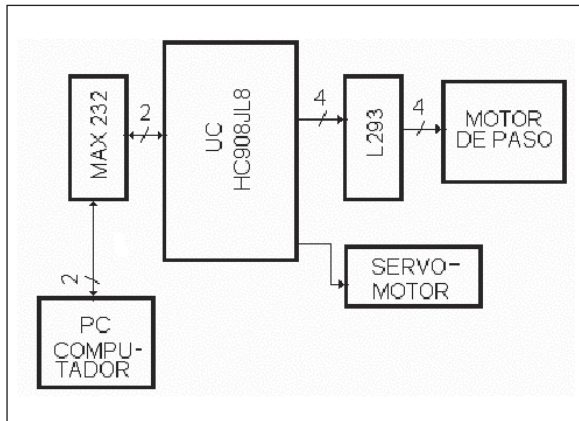 MAX 232
2
UC
HC908JL8
4
L293
4
MOTOR
DE PASO
SERVO-
MOTOR
2
PC
COMPU-
TADOR